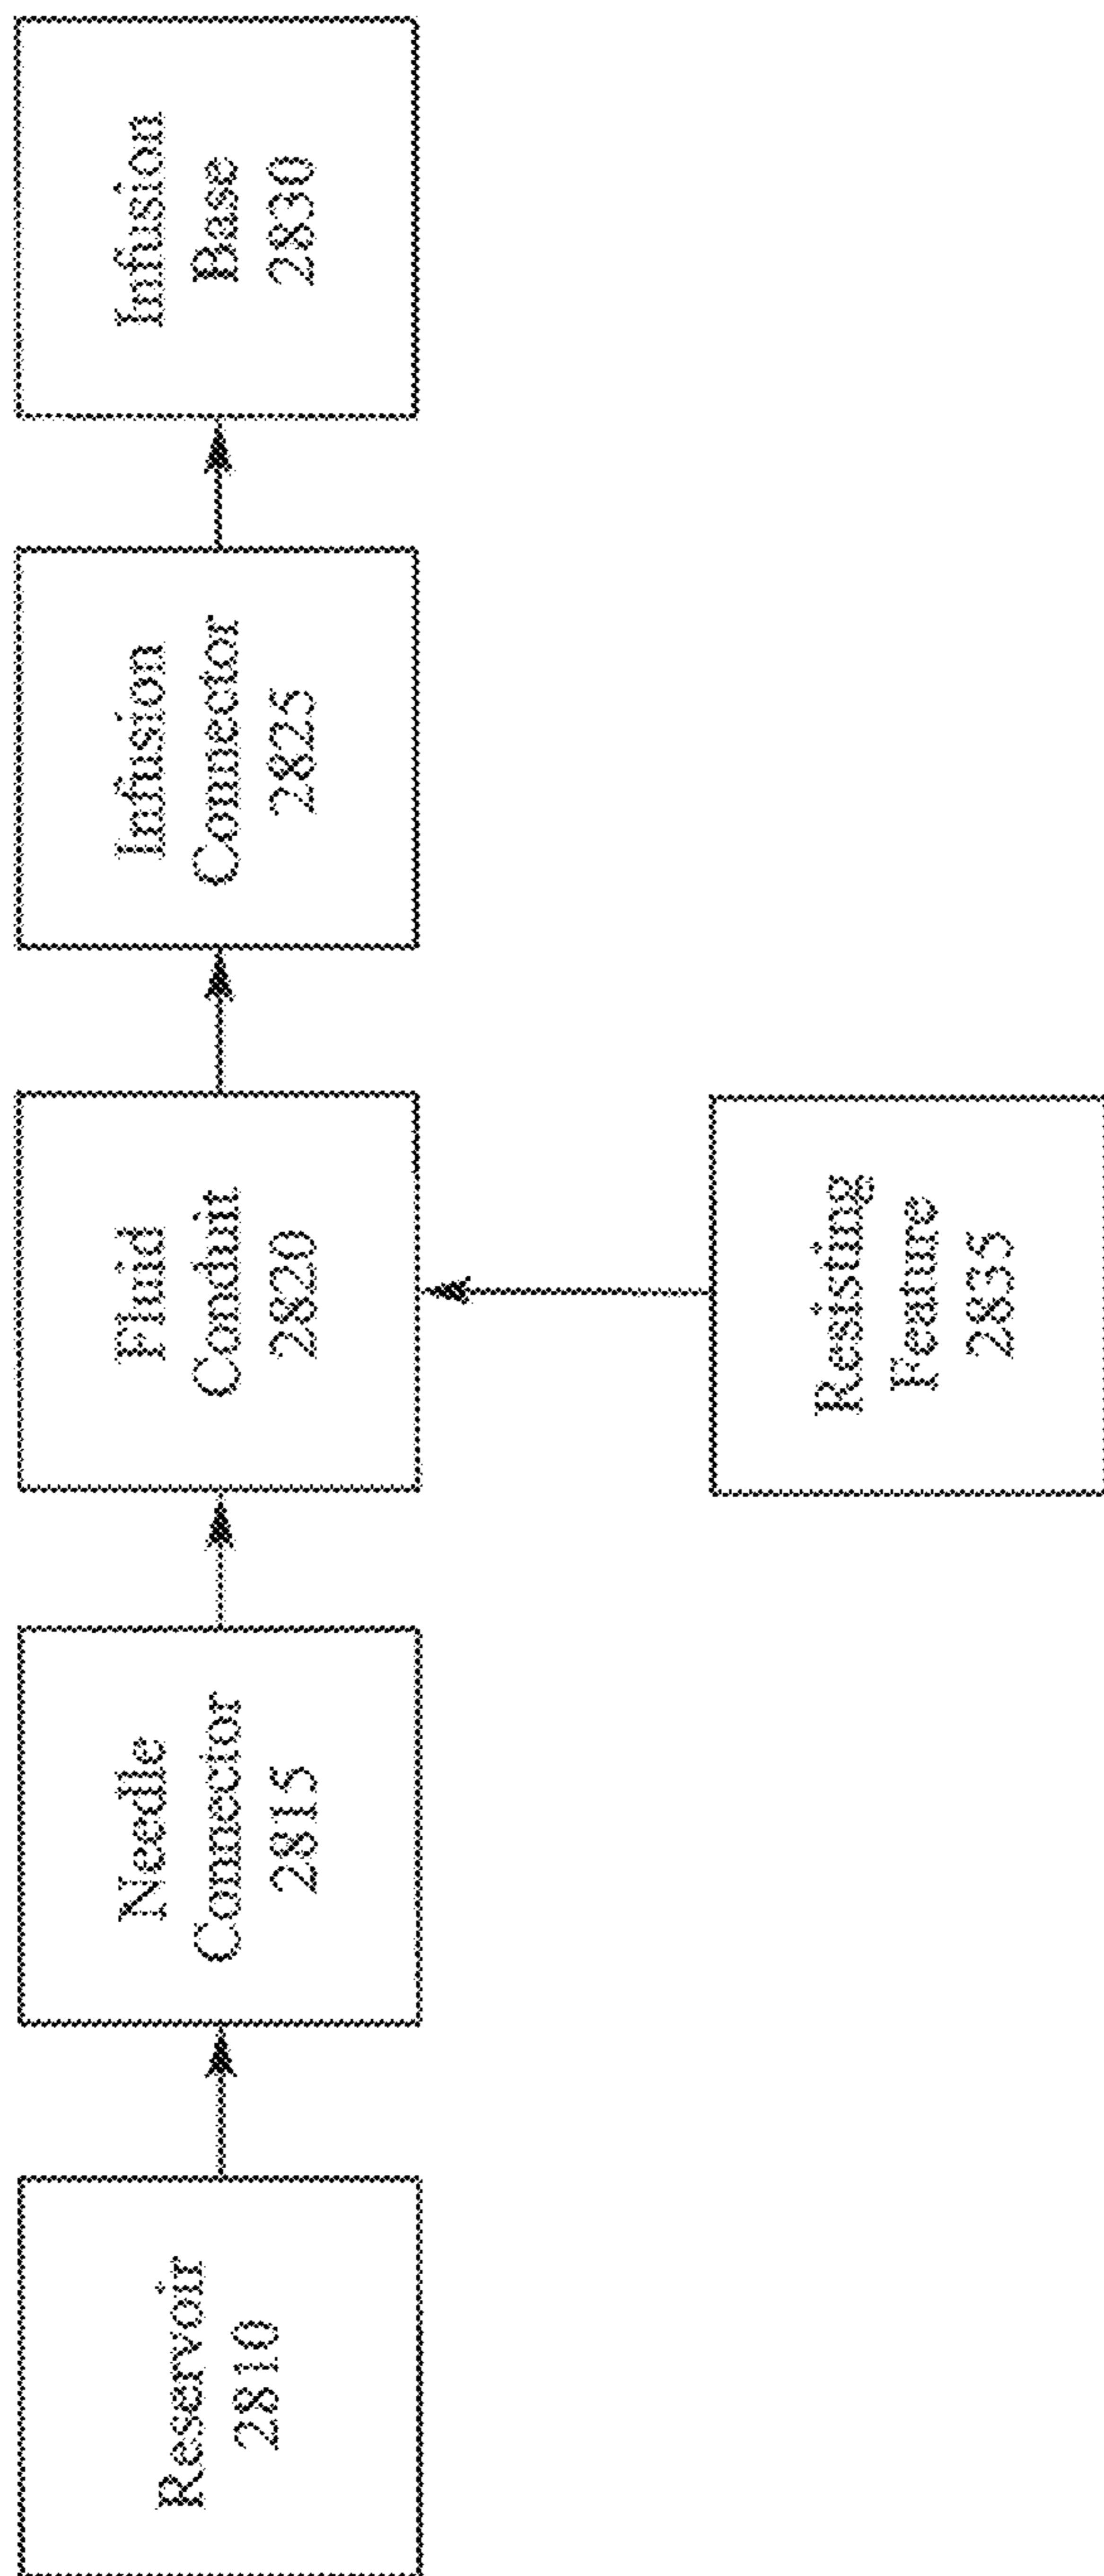 Reservoir
2810
Needle
Connector
2815
Fluid
Conduit
2820
Infusion
Connector
2825
Infusion
Base
2830
Resisting
Feature
2835